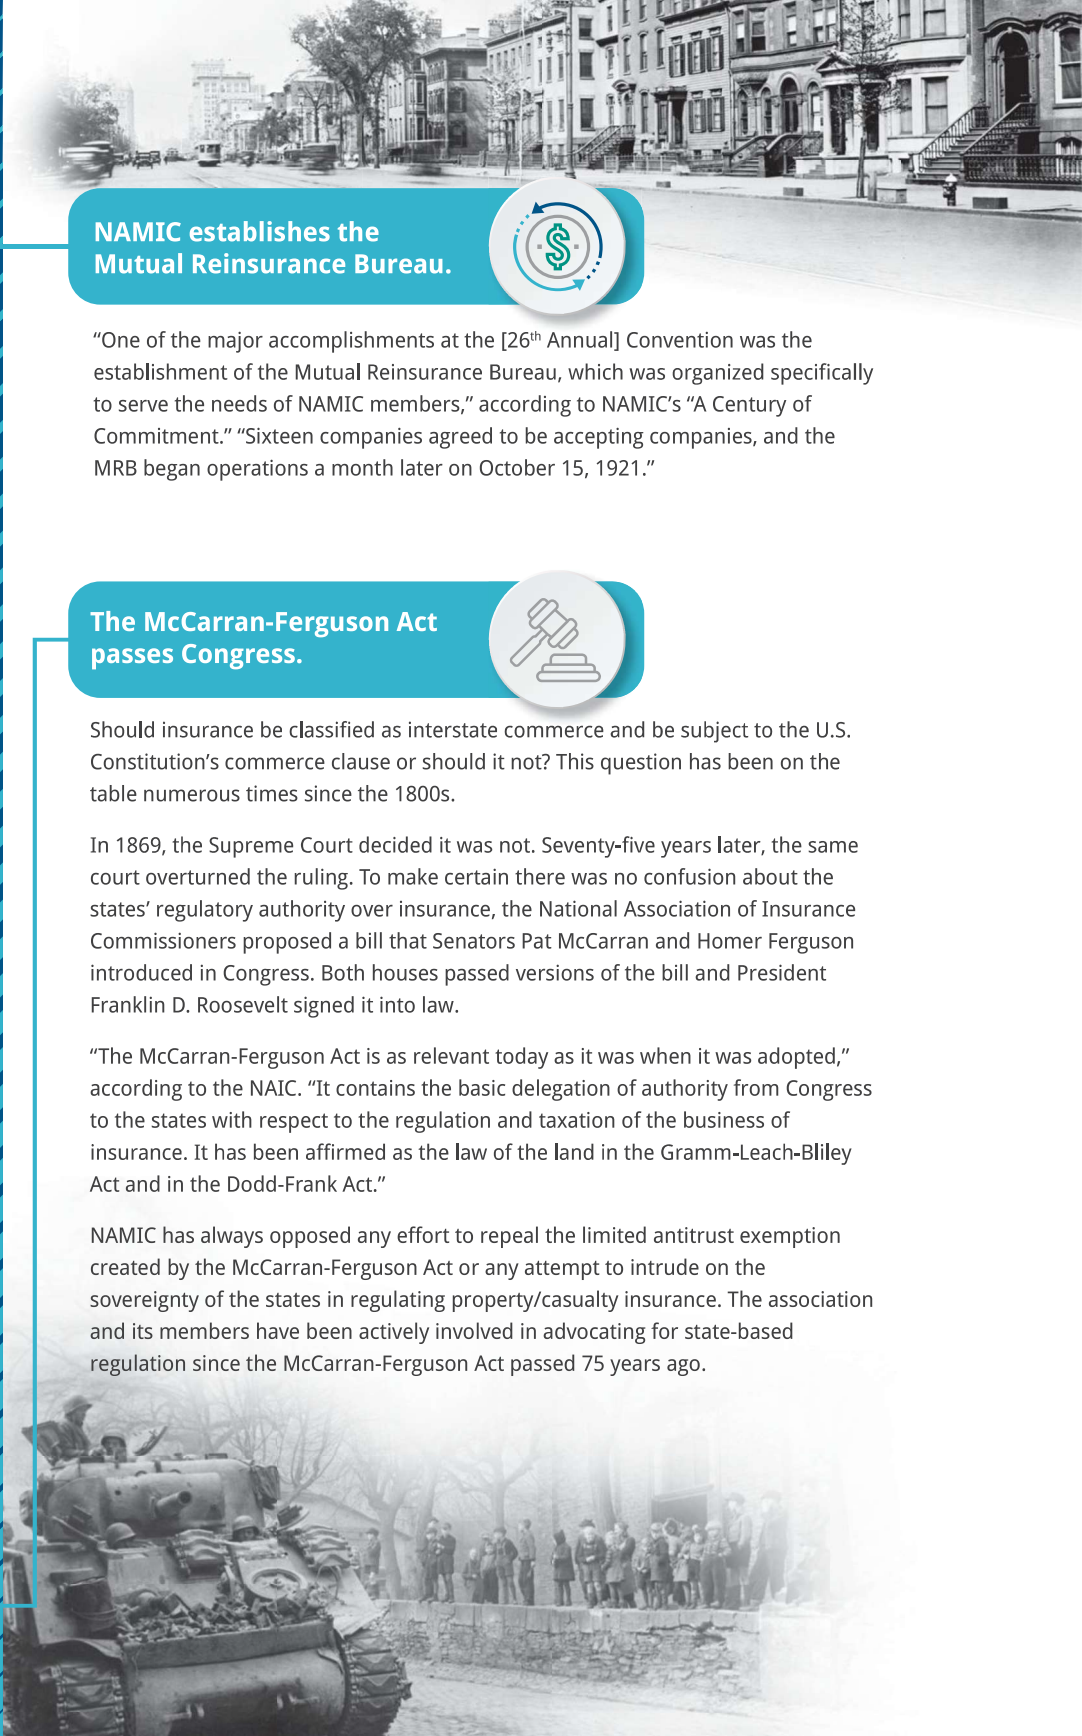 NAMIC establishes the
Mutual Reinsurance Bureau.
“One of the major accomplishments at the [26th Annual] Convention was the
establishment of the Mutual Reinsurance Bureau, which was organized specifically
to serve the needs of NAMIC members,” according to NAMIC’s “A Century of
Commitment.” “Sixteen companies agreed to be accepting companies, and the
MRB began operations a month later on October 15, 1921.”
The McCarran-Ferguson Act
passes Congress.
Should insurance be classified as interstate commerce and be subject to the U.S.
Constitution’s commerce clause or should it not? This question has been on the
table numerous times since the 1800s.
In 1869, the Supreme Court decided it was not. Seventy-five years later, the same
court overturned the ruling. To make certain there was no confusion about the
states’ regulatory authority over insurance, the National Association of Insurance
Commissioners proposed a bill that Senators Pat McCarran and Homer Ferguson
introduced in Congress. Both houses passed versions of the bill and President
Franklin D. Roosevelt signed it into law.
“The McCarran-Ferguson Act is as relevant today as it was when it was adopted,”
according to the NAIC. “It contains the basic delegation of authority from Congress
to the states with respect to the regulation and taxation of the business of
insurance. It has been affirmed as the law of the land in the Gramm-Leach-Bliley
Act and in the Dodd-Frank Act.”
NAMIC has always opposed any effort to repeal the limited antitrust exemption
created by the McCarran-Ferguson Act or any attempt to intrude on the
sovereignty of the states in regulating property/casualty insurance. The association
and its members have been actively involved in advocating for state-based
regulation since the McCarran-Ferguson Act passed 75 years ago.